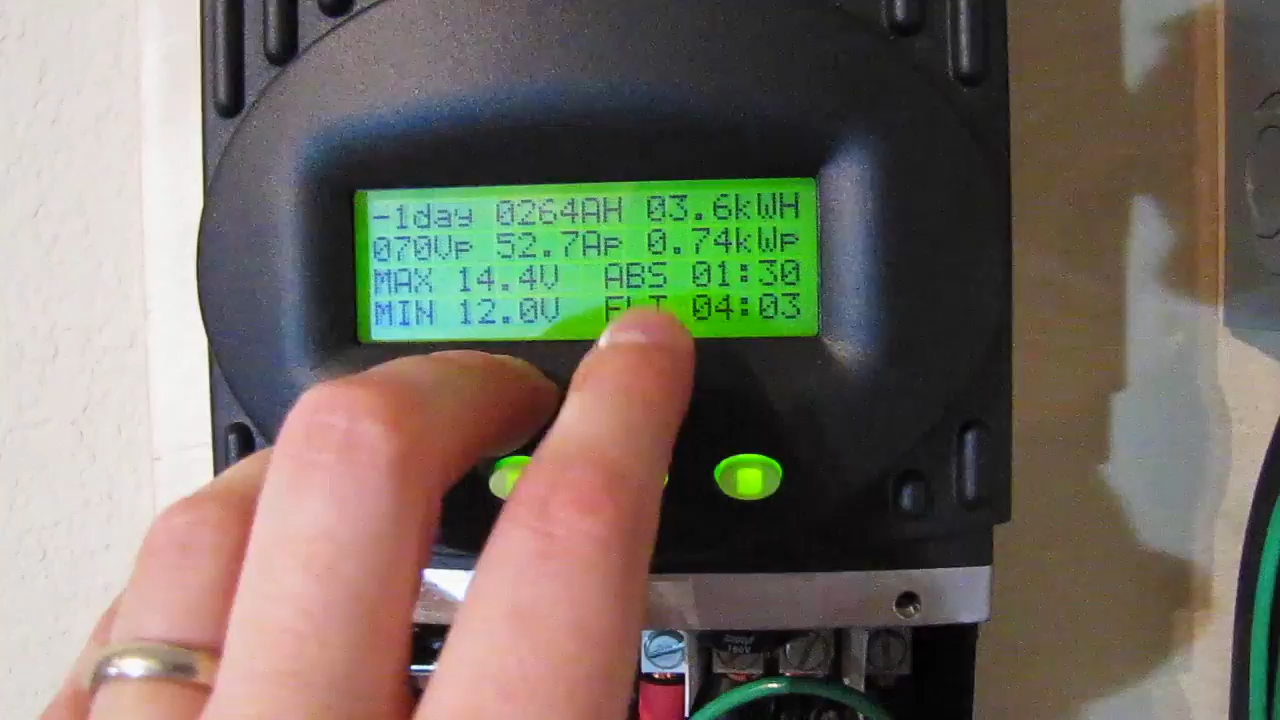 -1day 0264AH 03.6kWH
070Vp 52.7Ap 0.74kWp
MAX 14.4V ABS 01:30
MIN 12.0V FLT 04:03